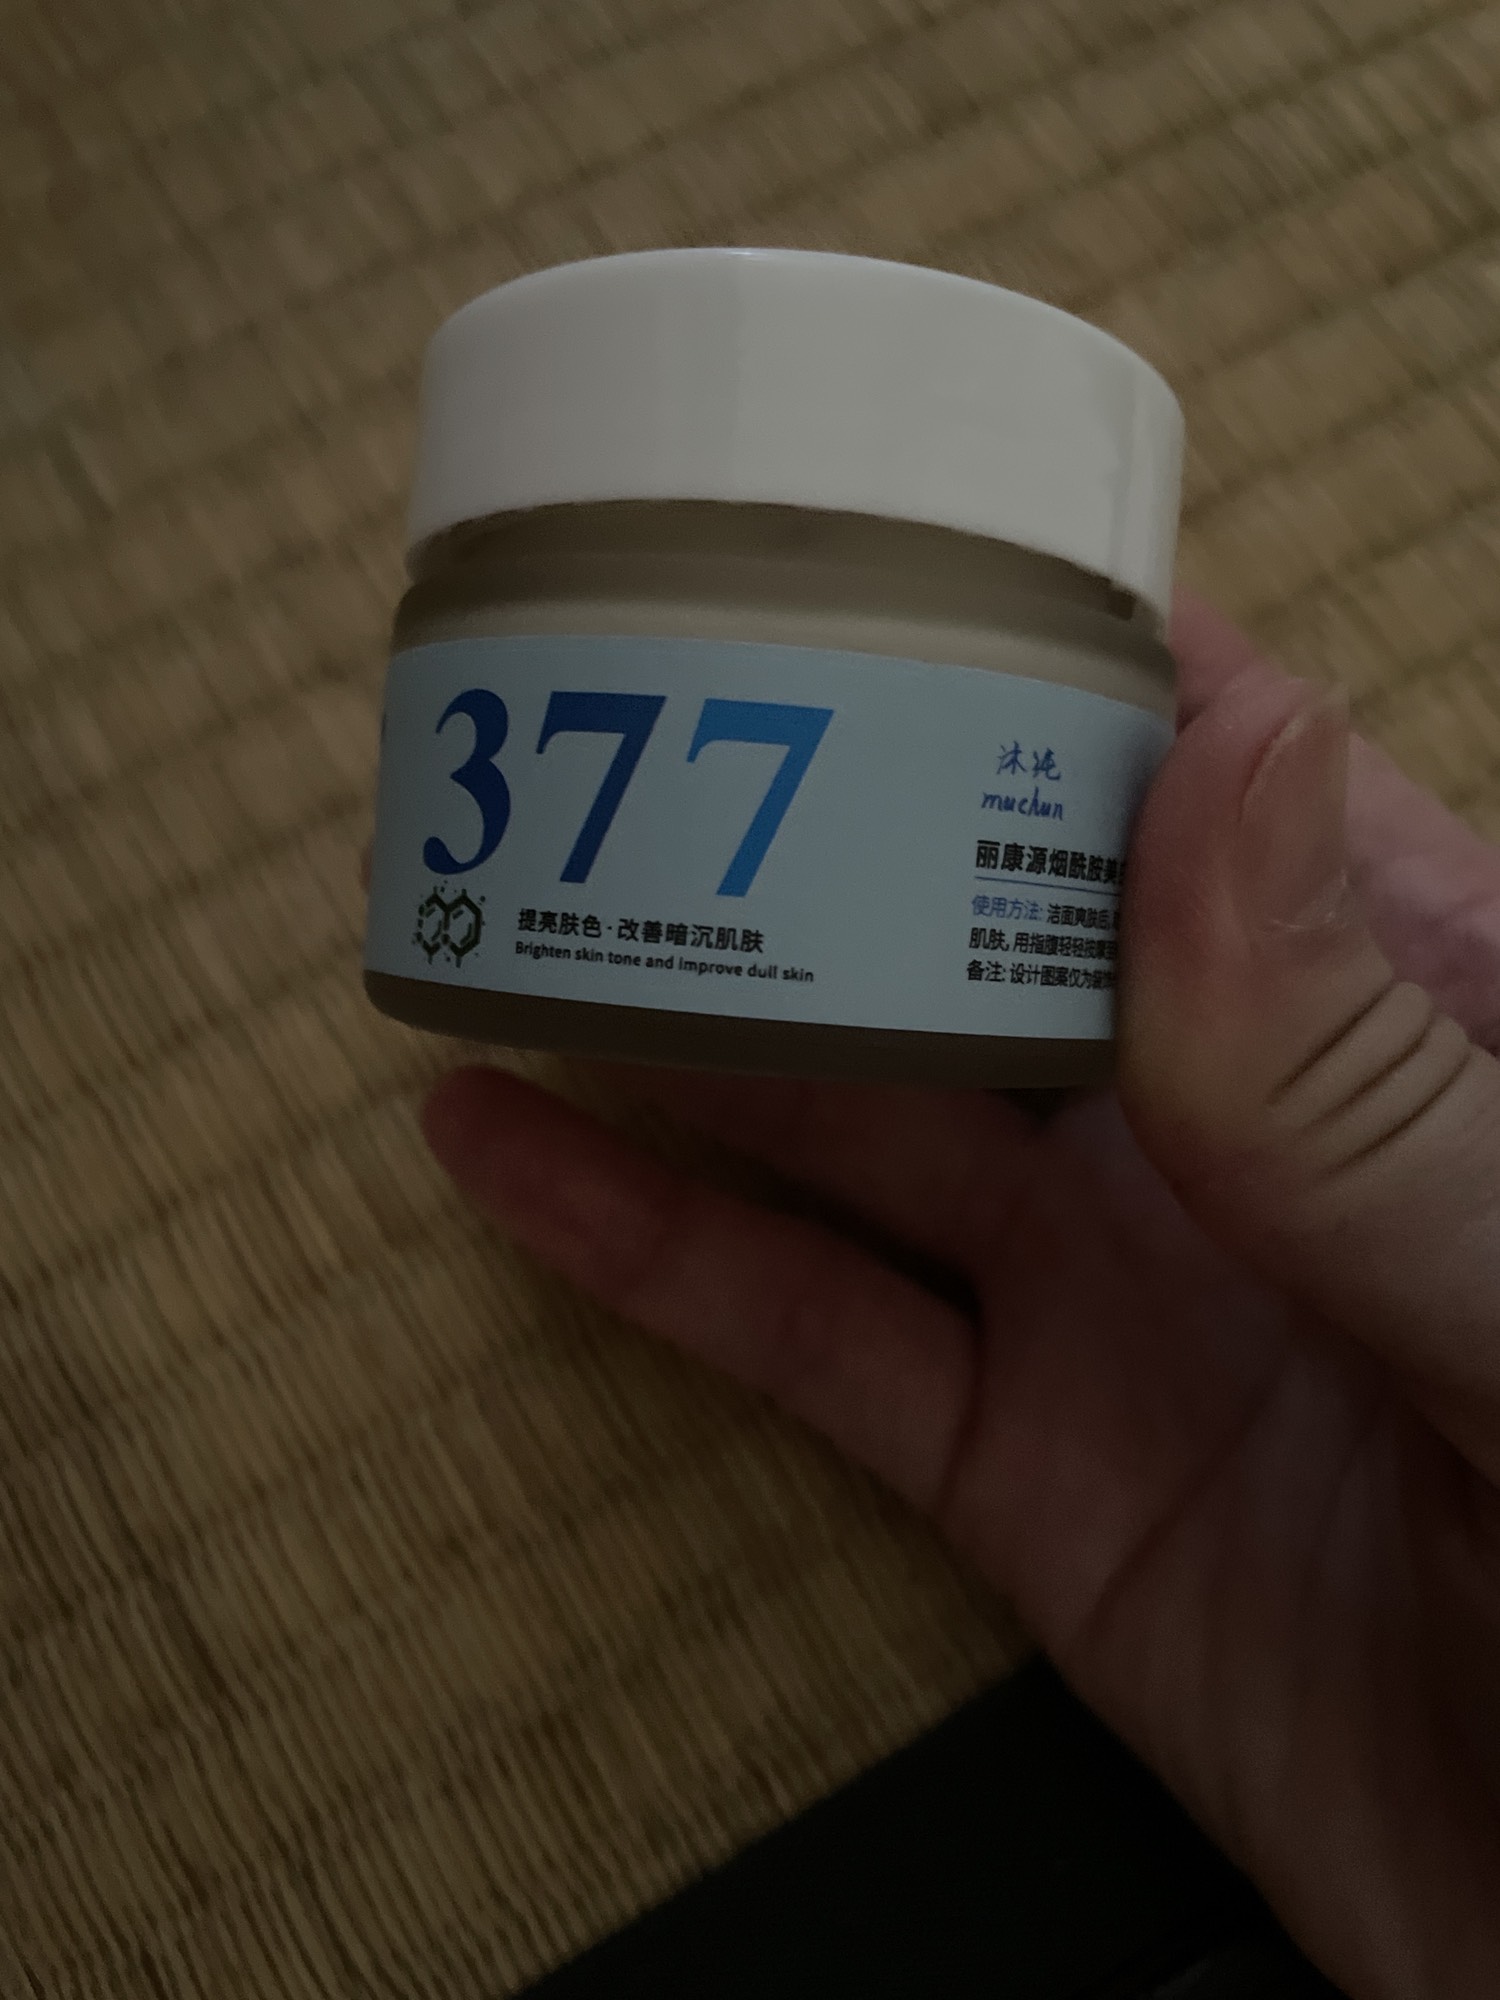 377
提亮肤色·改善暗沉肌肤
Brighten skin tone and improve dull skin
沐纯
muchun
丽康源烟酰胺美
使用方法: 洁面爽肤后,
肌肤, 用指腹轻轻按摩
备注: 设计图案仅为装饰